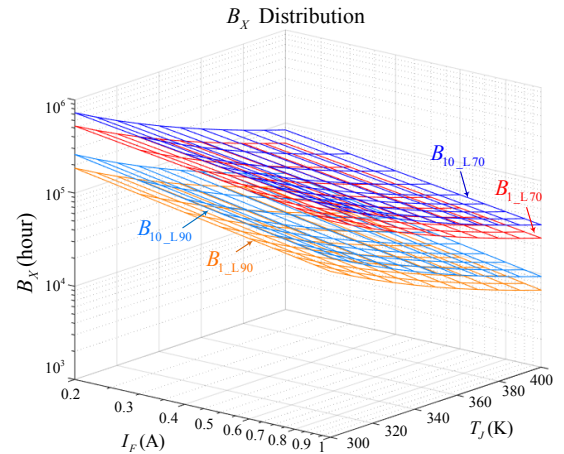 B_X Distribution
10^6
10^5
10^4
10^3
B_X (hour)
B_10_L70
B_1_L70
B_10_L90
B_1_L90
0.2
0.3
0.4
0.5
0.6
0.7
0.8
0.9
1
I_F (A)
300
320
340
360
380
400
T_J (K)